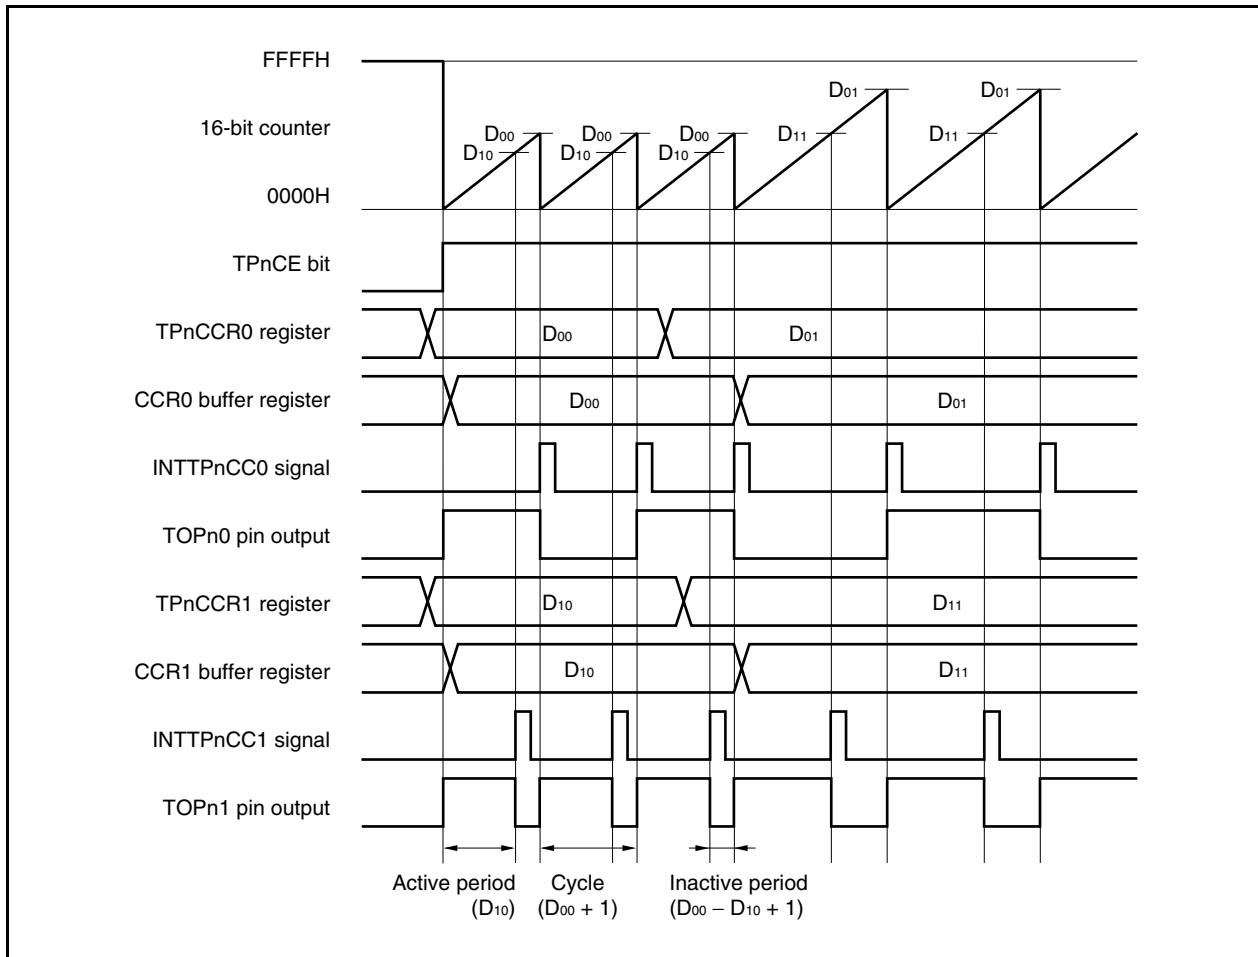 FFFFH
D01 D01
16-bit counter D00 D00 D00 D11 D11
D10 D10 D10
0000H
TPnCE bit
TPnCCR0 register D00 D01
CCR0 buffer register D00 D01
INTTPnCC0 signal
TOPn0 pin output
TPnCCR1 register D10 D11
CCR1 buffer register D10 D11
INTTPnCC1 signal
TOPn1 pin output
Active period Cycle Inactive period
(D10) (D00 + 1) (D00 − D10 + 1)